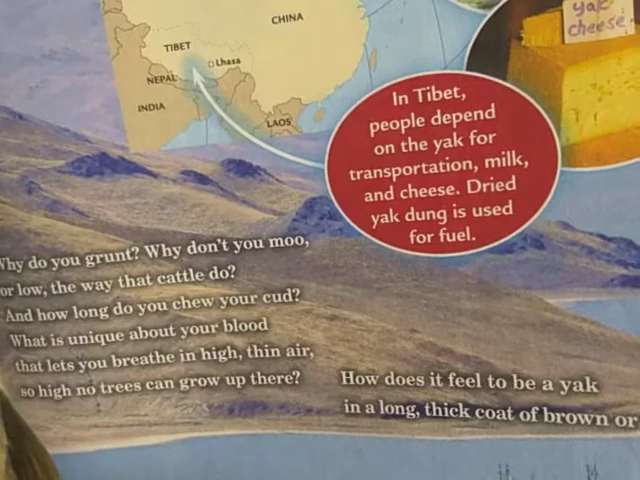 yak
cheese
CHINA
TIBET
Lhasa
NEPAL
INDIA
LAOS
In Tibet,
people depend
on the yak for
transportation, milk,
and cheese. Dried
yak dung is used
for fuel.
Why do you grunt? Why don't you moo,
or low, the way that cattle do?
And how long do you chew your cud?
What is unique about your blood
that lets you breathe in high, thin air,
so high no trees can grow up there?
How does it feel to be a yak
in a long, thick coat of brown or